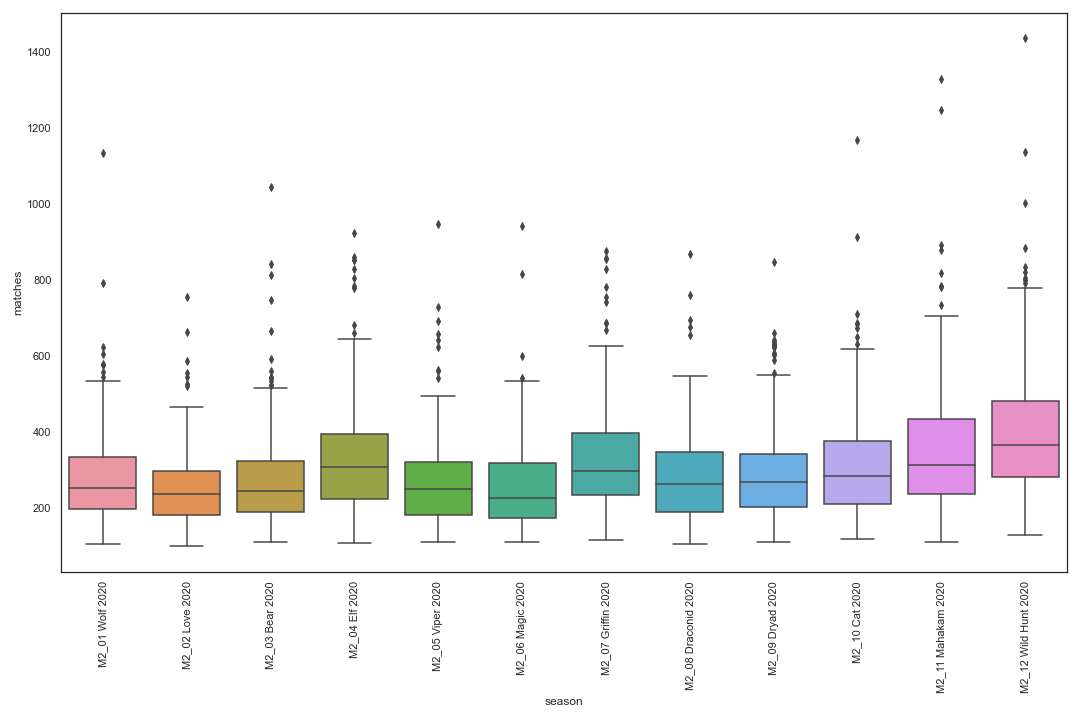 1400
1200
1000
800
600
400
200
matches
M2_01 Wolf 2020
M2_02 Love 2020
M2_03 Bear 2020
M2_04 Elf 2020
M2_05 Viper 2020
M2_06 Magic 2020
M2_07 Griffin 2020
M2_08 Draconid 2020
M2_09 Dryad 2020
M2_10 Cat 2020
M2_11 Mahakam 2020
M2_12 Wild Hunt 2020
season